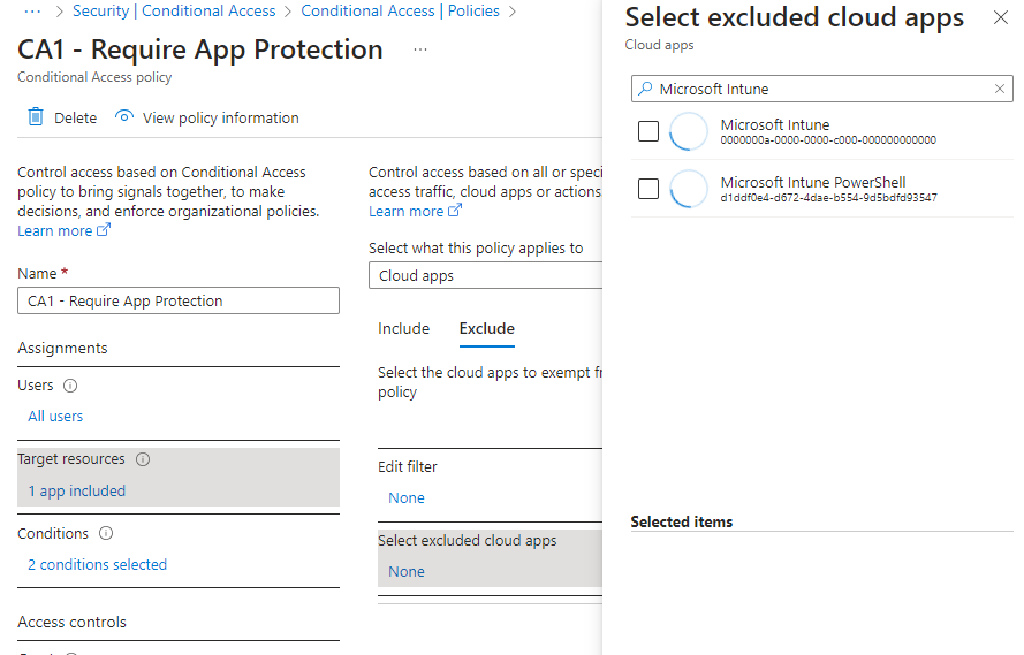 ··· > Security | Conditional Access > Conditional Access | Policies >
CA1 - Require App Protection ···
Conditional Access policy
Delete View policy information
Control access based on Conditional Access
policy to bring signals together, to make
decisions, and enforce organizational policies.
Learn more
Name *
CA1 - Require App Protection
Assignments
Users
All users
Target resources
1 app included
Conditions
2 conditions selected
Access controls
Control access based on all or speci
access traffic, cloud apps or actions
Learn more
Select what this policy applies to
Cloud apps
Include Exclude
Select the cloud apps to exempt fr
policy
Edit filter
None
Select excluded cloud apps
None
Select excluded cloud apps
Cloud apps
Microsoft Intune
Microsoft Intune
0000000a-0000-0000-c000-000000000000
Microsoft Intune PowerShell
d1ddf0e4-d672-4dae-b554-9d5bdfd93547
Selected items